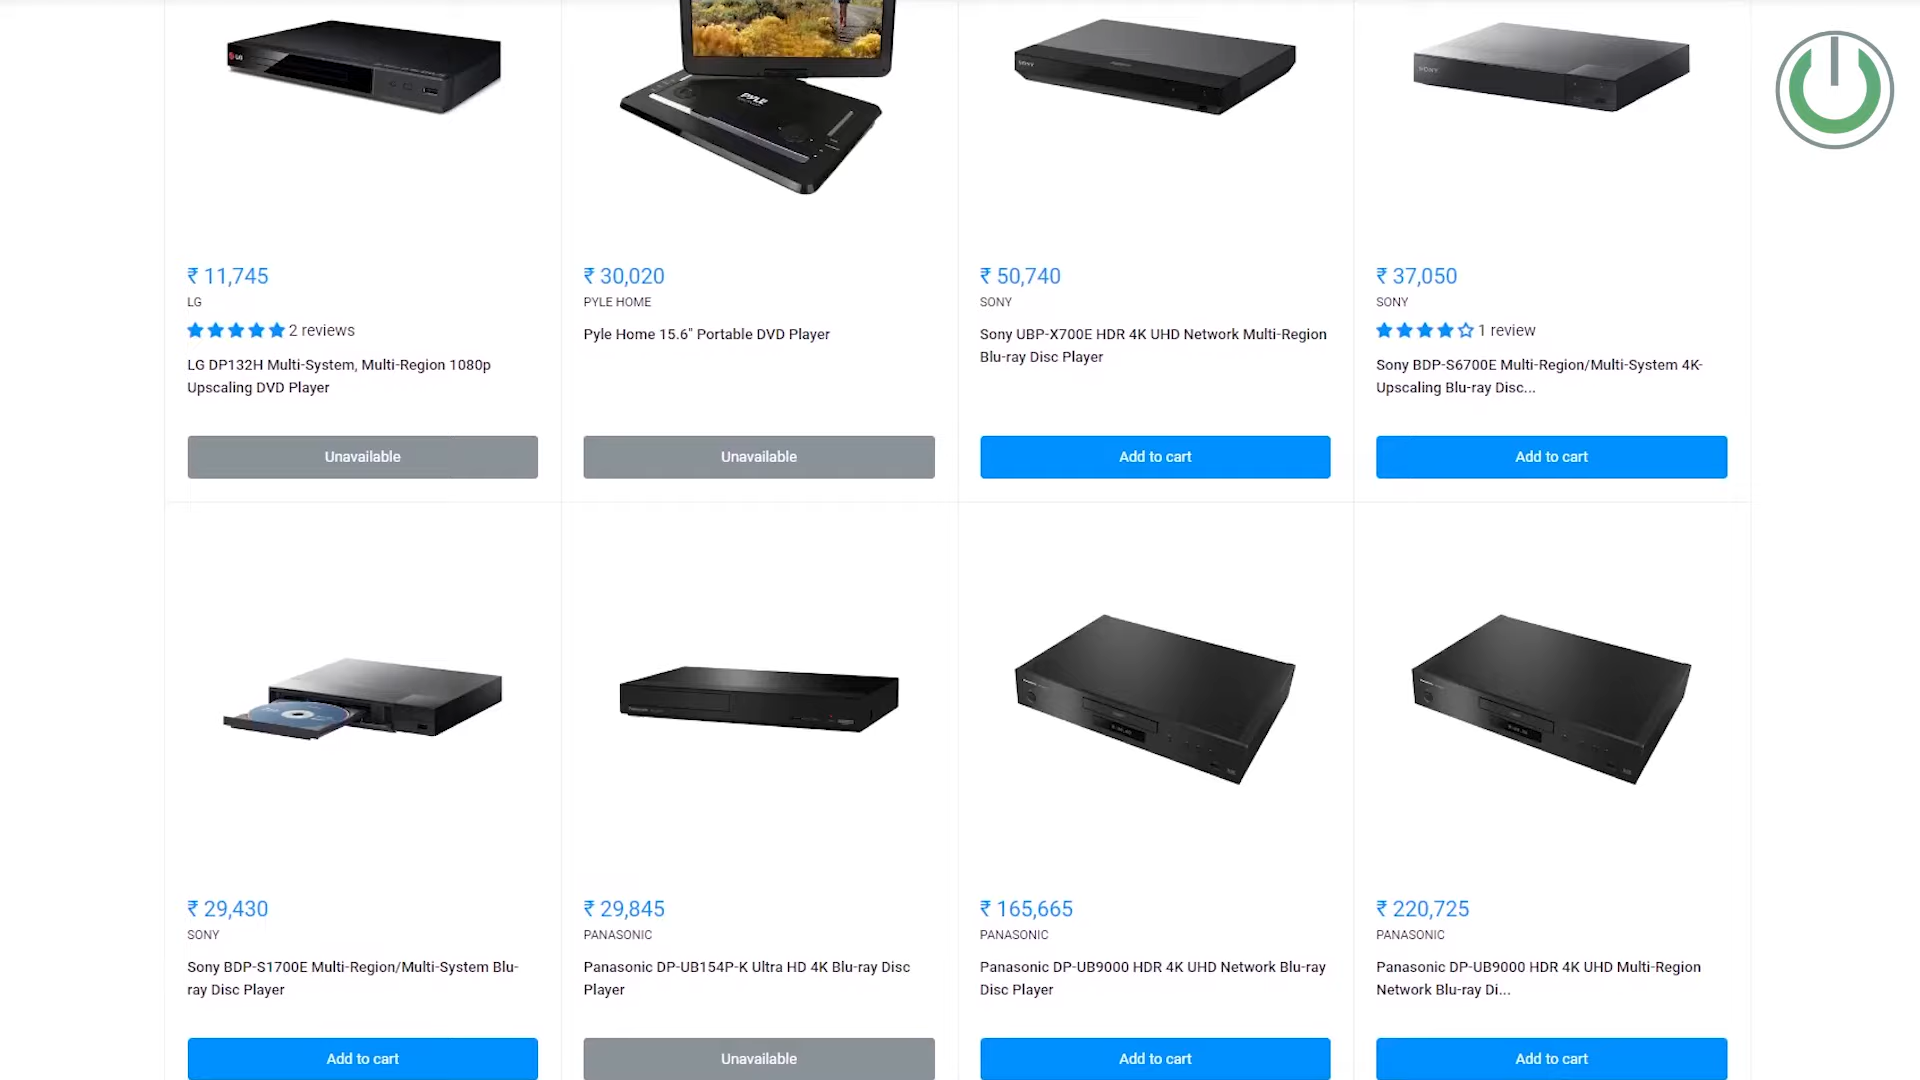 LG
PYLE
SONY
SONY
₹ 11,745
LG
2 reviews
LG DP132H Multi-System, Multi-Region 1080p
Upscaling DVD Player
Unavailable
₹ 30,020
PYLE HOME
Pyle Home 15.6" Portable DVD Player
Unavailable
₹ 50,740
SONY
Sony UBP-X700E HDR 4K UHD Network Multi-Region
Blu-ray Disc Player
Add to cart
₹ 37,050
SONY
1 review
Sony BDP-S6700E Multi-Region/Multi-System 4K-
Upscaling Blu-ray Disc...
Add to cart
₹ 29,430
SONY
Sony BDP-S1700E Multi-Region/Multi-System Blu-
ray Disc Player
Add to cart
₹ 29,845
PANASONIC
Panasonic DP-UB154P-K Ultra HD 4K Blu-ray Disc
Player
Unavailable
₹ 165,665
PANASONIC
Panasonic DP-UB9000 HDR 4K UHD Network Blu-ray
Disc Player
Add to cart
₹ 220,725
PANASONIC
Panasonic DP-UB9000 HDR 4K UHD Multi-Region
Network Blu-ray Di...
Add to cart